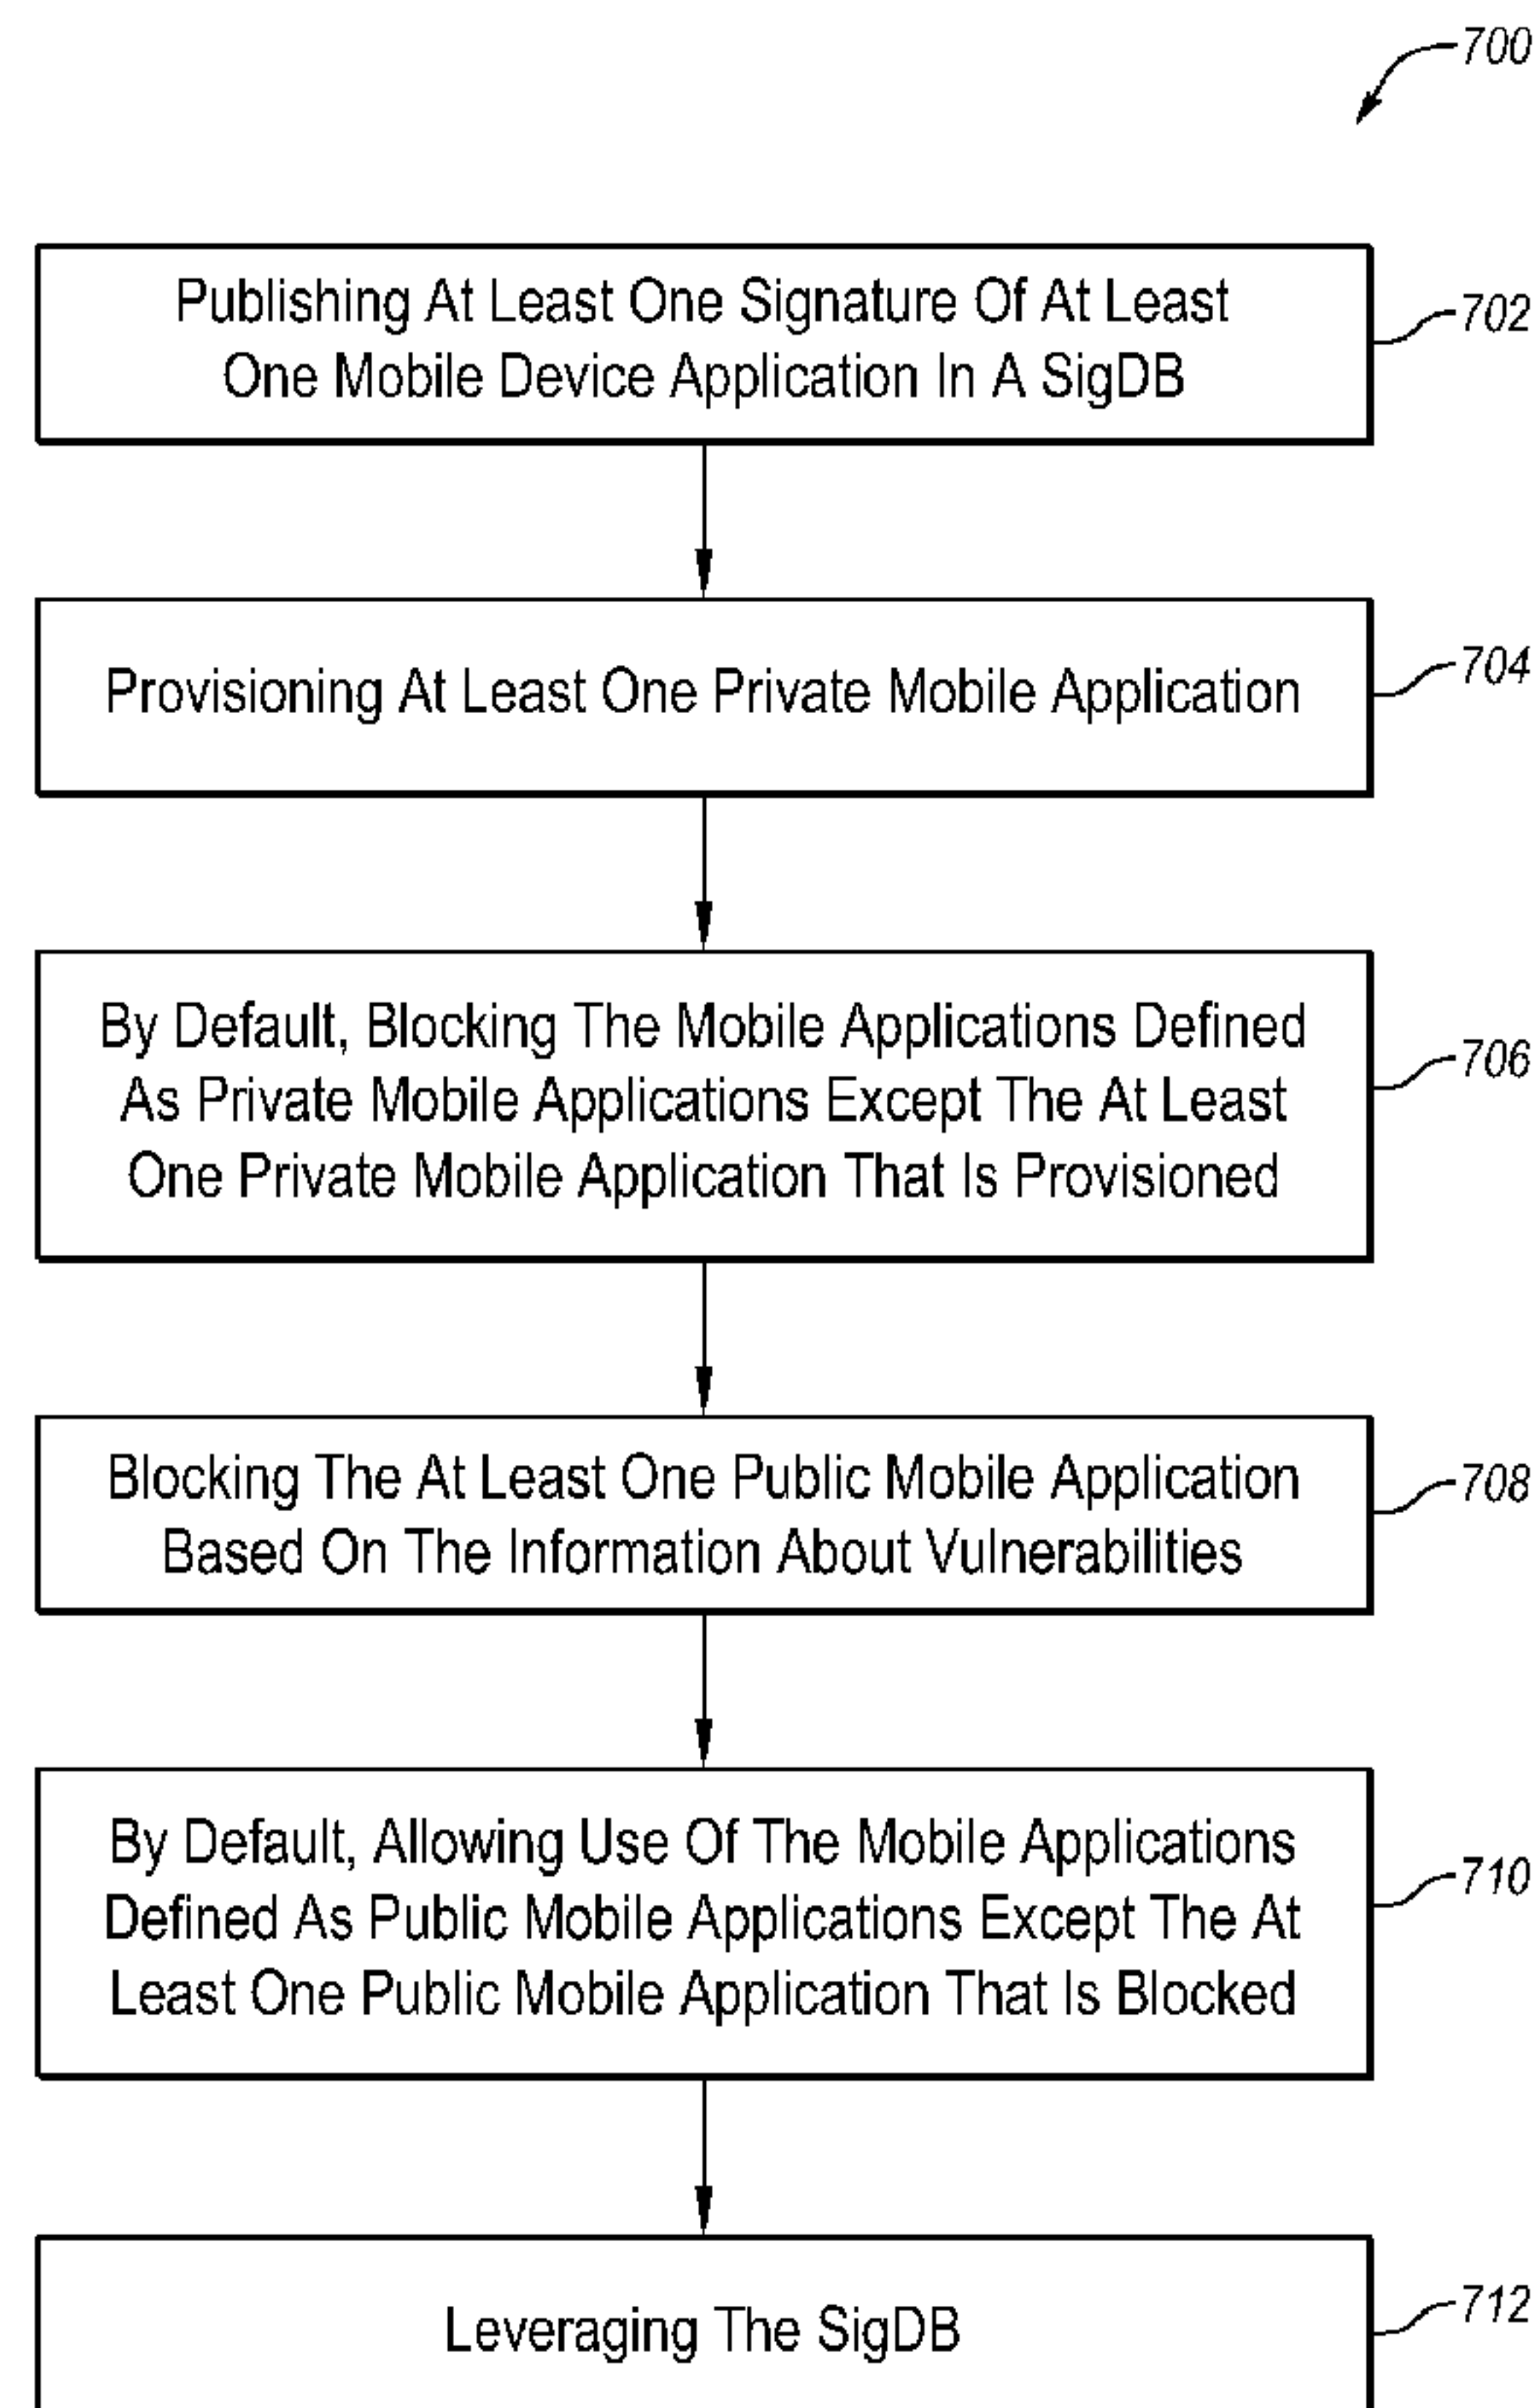 700
Publishing At Least One Signature Of At Least
One Mobile Device Application In A SigDB
702
Provisioning At Least One Private Mobile Application
704
By Default, Blocking The Mobile Applications Defined
As Private Mobile Applications Except The At Least
One Private Mobile Application That Is Provisioned
706
Blocking The At Least One Public Mobile Application
Based On The Information About Vulnerabilities
708
By Default, Allowing Use Of The Mobile Applications
Defined As Public Mobile Applications Except The At
Least One Public Mobile Application That Is Blocked
710
Leveraging The SigDB
712